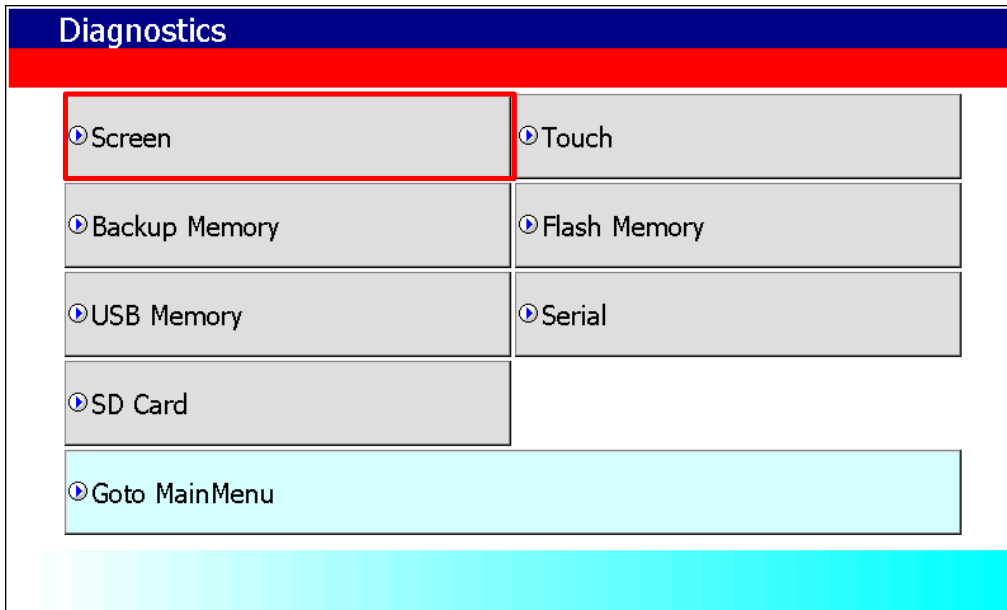 Diagnostics
Screen
Touch
Backup Memory
Flash Memory
USB Memory
Serial
SD Card
Goto MainMenu